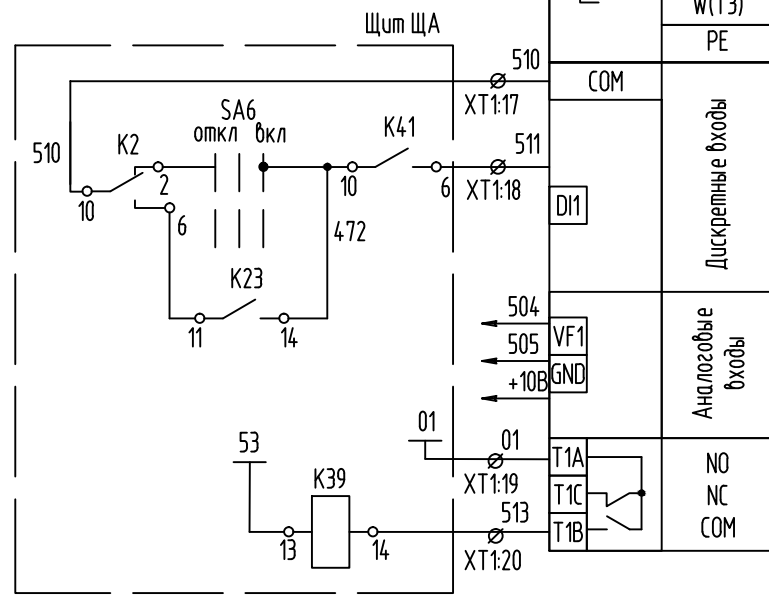 W(T3)
PE
Щит ЩА
510
COM
XT1:17
SA6
откл вкл
K41
511
510
K2
2
10
6
XT1:18
10
6
DI1
472
Дискретные входы
K23
11
14
504
VF1
505
GND
+10В
Аналоговые
входы
01
01
T1A
NO
53
XT1:19
K39
T1C
NC
513
T1B
COM
13
14
XT1:20